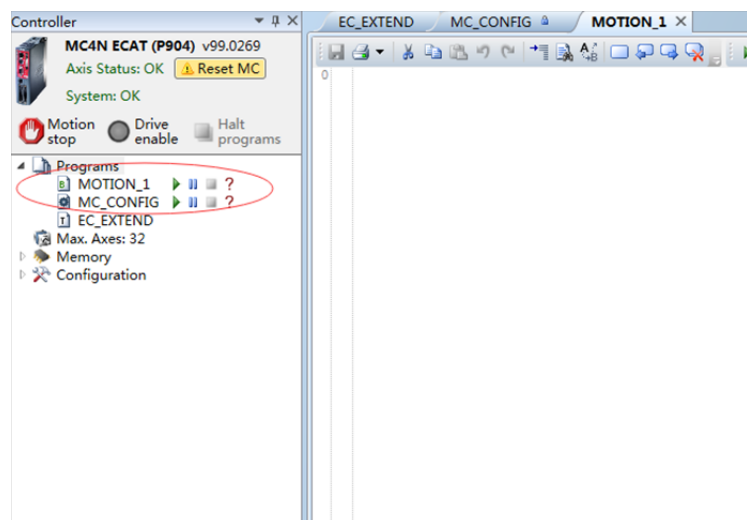 Controller
MC4N ECAT (P904) v99.0269
Axis Status: OK Reset MC
System: OK
Motion stop
Drive enable
Halt programs
Programs
MOTION_1 ?
MC_CONFIG ?
EC_EXTEND
Max. Axes: 32
Memory
Configuration
EC_EXTEND MC_CONFIG MOTION_1
0